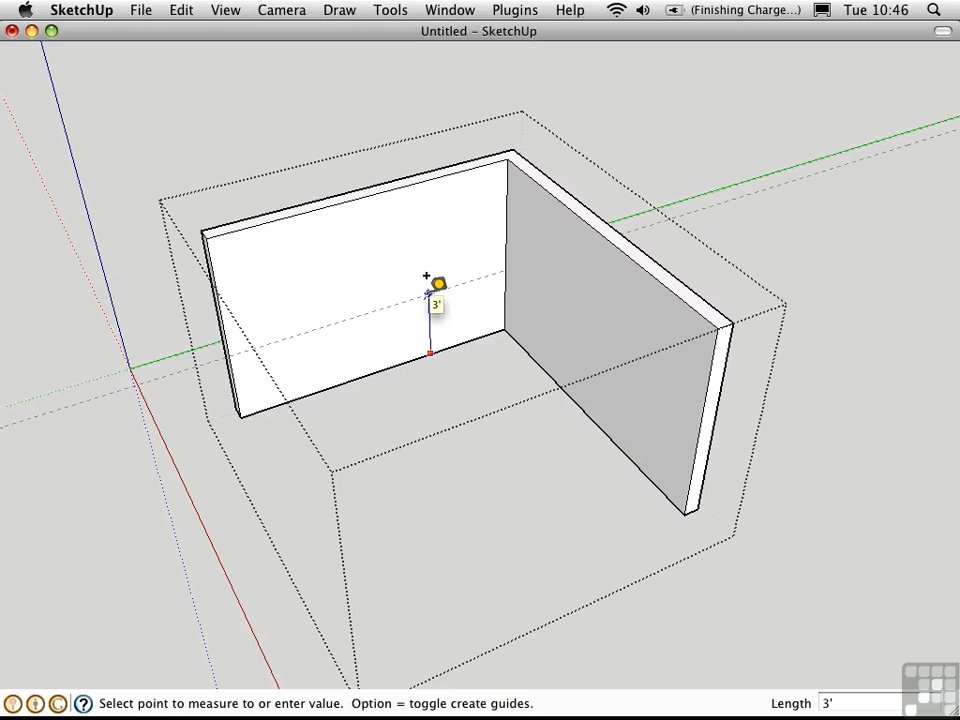 SketchUp File Edit View Camera Draw Tools Window Plugins Help (Finishing Charge...) Tue 10:46
Untitled – SketchUp
3'
Select point to measure to or enter value. Option = toggle create guides. Length 3'